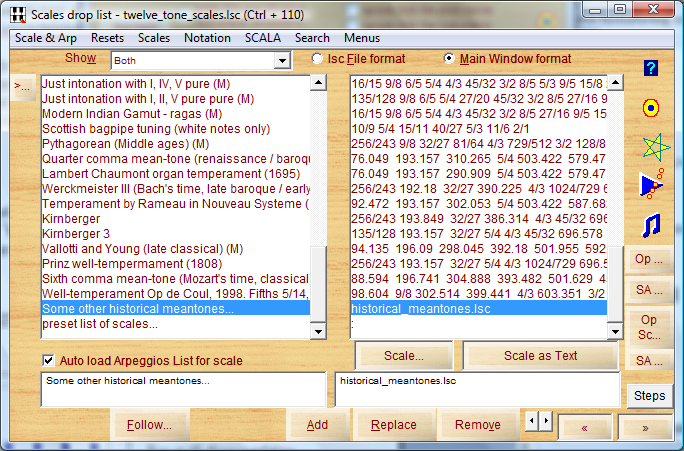 Scales drop list - twelve_tone_scales.lsc (Ctrl + 110)
Scale & Arp Resets Scales Notation SCALA Search Menus
Show Both lsc File format Main Window format
>...
Just intonation with I, IV, V pure (M)
Just intonation with I, II, V pure pure (M)
Modern Indian Gamut - ragas (M)
Scottish bagpipe tuning (white notes only)
Pythagorean (Middle ages) (M)
Quarter comma mean-tone (renaissance / baroqu
Lambert Chaumont organ temperament (1695)
Werckmeister III (Bach's time, late baroque / early
Temperament by Rameau in Nouveau Systeme (
Kirnberger
Kirnberger 3
Vallotti and Young (late classical) (M)
Prinz well-tempermament (1808)
Sixth comma mean-tone (Mozart's time, classical
Well-temperament Op de Coul, 1998. Fifths 5/14,
Some other historical meantones...
preset list of scales...
16/15 9/8 6/5 5/4 4/3 45/32 3/2 8/5 5/3 9/5 15/8
135/128 9/8 6/5 5/4 27/20 45/32 3/2 8/5 27/16 9
16/15 9/8 6/5 5/4 4/3 45/32 3/2 8/5 27/16 9/5
10/9 5/4 15/11 40/27 5/3 11/6 2/1
256/243 9/8 32/27 81/64 4/3 729/512 3/2 128/8
76.049 193.157 310.265 5/4 503.422 579.47
76.049 193.157 290.909 5/4 503.422 579.47
256/243 192.18 32/27 390.225 4/3 1024/729 6
92.472 193.157 302.053 5/4 503.422 587.68
256/243 193.849 32/27 386.314 4/3 45/32 696
135/128 193.157 32/27 5/4 4/3 45/32 696.578
94.135 196.09 298.045 392.18 501.955 592
256/243 193.157 32/27 5/4 4/3 1024/729 696.5
88.594 196.741 304.888 393.482 501.629 4
98.604 9/8 302.514 399.441 4/3 603.351 3/2
historical_meantones.lsc
:
?
Op ...
SA ...
Op
Sc...
SA ...
Steps
Auto load Arpeggios List for scale
Scale... Scale as Text
Some other historical meantones...
historical_meantones.lsc
Follow... Add Replace Remove « »